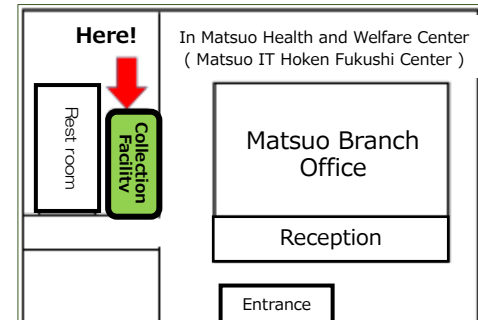 Here!
In Matsuo Health and Welfare Center
( Matsuo IT Hoken Fukushi Center )
Rest room
Collection
Facility
Matsuo Branch
Office
Reception
Entrance